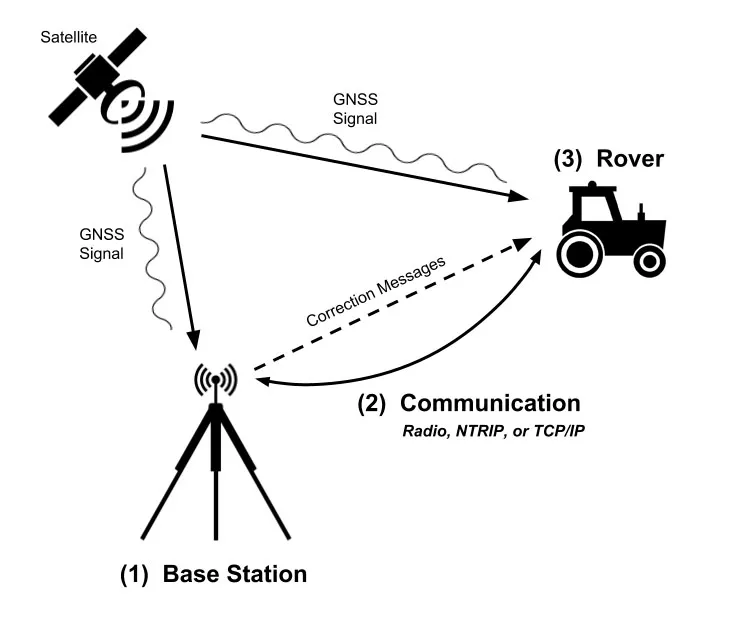 Satellite
GNSS
Signal
(3) Rover
GNSS
Signal
Correction Messages
(2) Communication
Radio, NTRIP, or TCP/IP
(1) Base Station